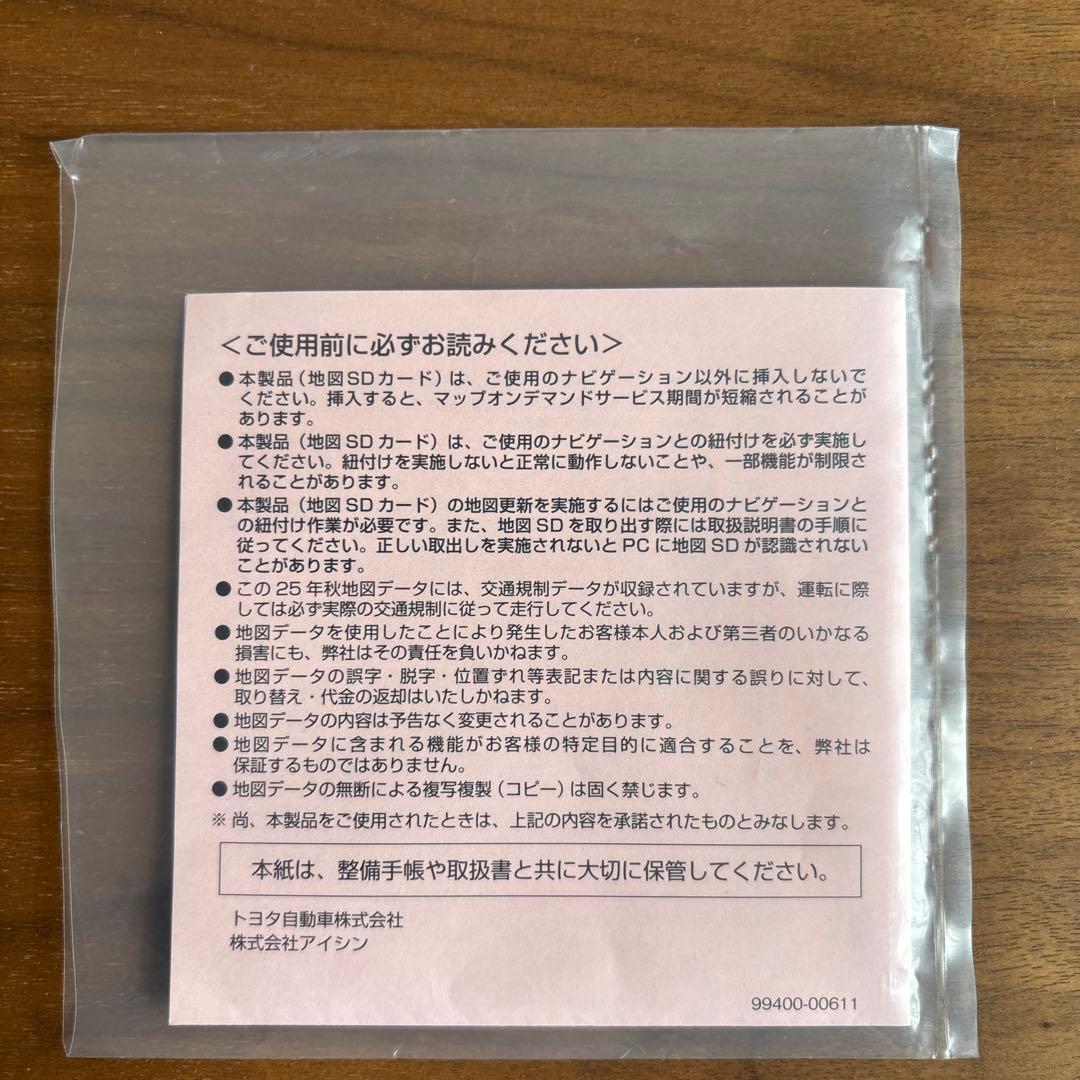 ＜ご使用前に必ずお読みください＞
●本製品（地図SDカード）は、ご使用のナビゲーション以外に挿入しないで
ください。挿入すると、マップオンデマンドサービス期間が短縮されることが
あります。
●本製品（地図SDカード）は、ご使用のナビゲーションとの紐付けを必ず実施し
てください。紐付けを実施しないと正常に動作しないことや、一部機能が制限さ
れることがあります。
●本製品（地図SDカード）の地図更新を実施するにはご使用のナビゲーションと
の紐付け作業が必要です。また、地図SDを取り出す際には取扱説明書の手順に
従ってください。正しい取出しを実施されないとPCに地図SDが認識されない
ことがあります。
●この25年秋地図データには、交通規制データが収録されていますが、運転に際
しては必ず実際の交通規制に従って走行してください。
●地図データを使用したことにより発生したお客様本人および第三者のいかなる
損害にも、弊社はその責任を負いかねます。
●地図データの誤字・脱字・位置ずれ等表記または内容に関する誤りに対して、
取り替え・代金の返却はいたしかねます。
●地図データの内容は予告なく変更されることがあります。
●地図データに含まれる機能がお客様の特定目的に適合することを、弊社は
保証するものではありません。
●地図データの無断による複写複製（コピー）は固く禁じます。
※尚、本製品をご使用されたときは、上記の内容を承諾されたものとみなします。
本紙は、整備手帳や取扱書と共に大切に保管してください。
トヨタ自動車株式会社
株式会社アイシン
99400-00611